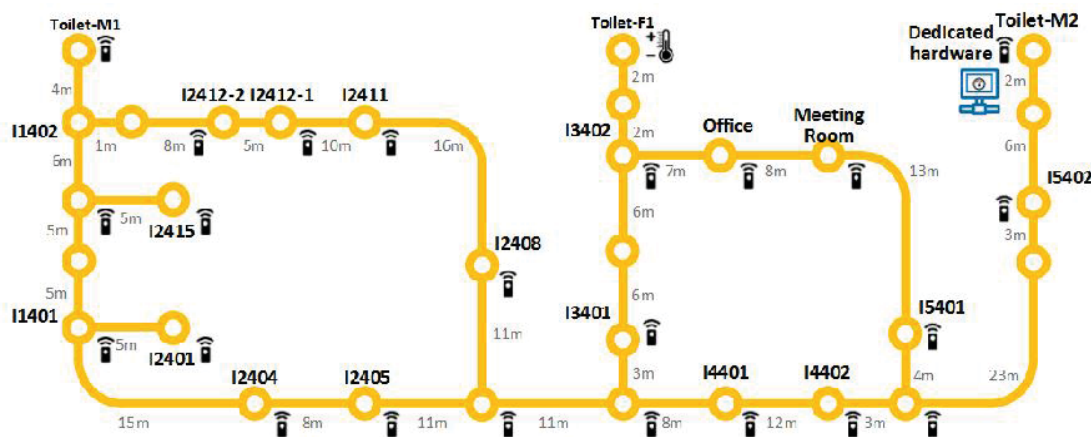 Toilet-M1
Toilet-F1
Toilet-M2
Dedicated
hardware
+
−
4m
2m
2m
I2412-2
I2412-1
I2411
I1402
1m
8m
5m
10m
16m
I3402
2m
Office
Meeting
Room
6m
6m
7m
8m
13m
I5402
5m
I2415
5m
6m
3m
I2408
5m
6m
I1401
I3401
I5401
5m
I2401
11m
I2404
I2405
3m
I4401
I4402
4m
23m
15m
8m
11m
11m
8m
12m
3m